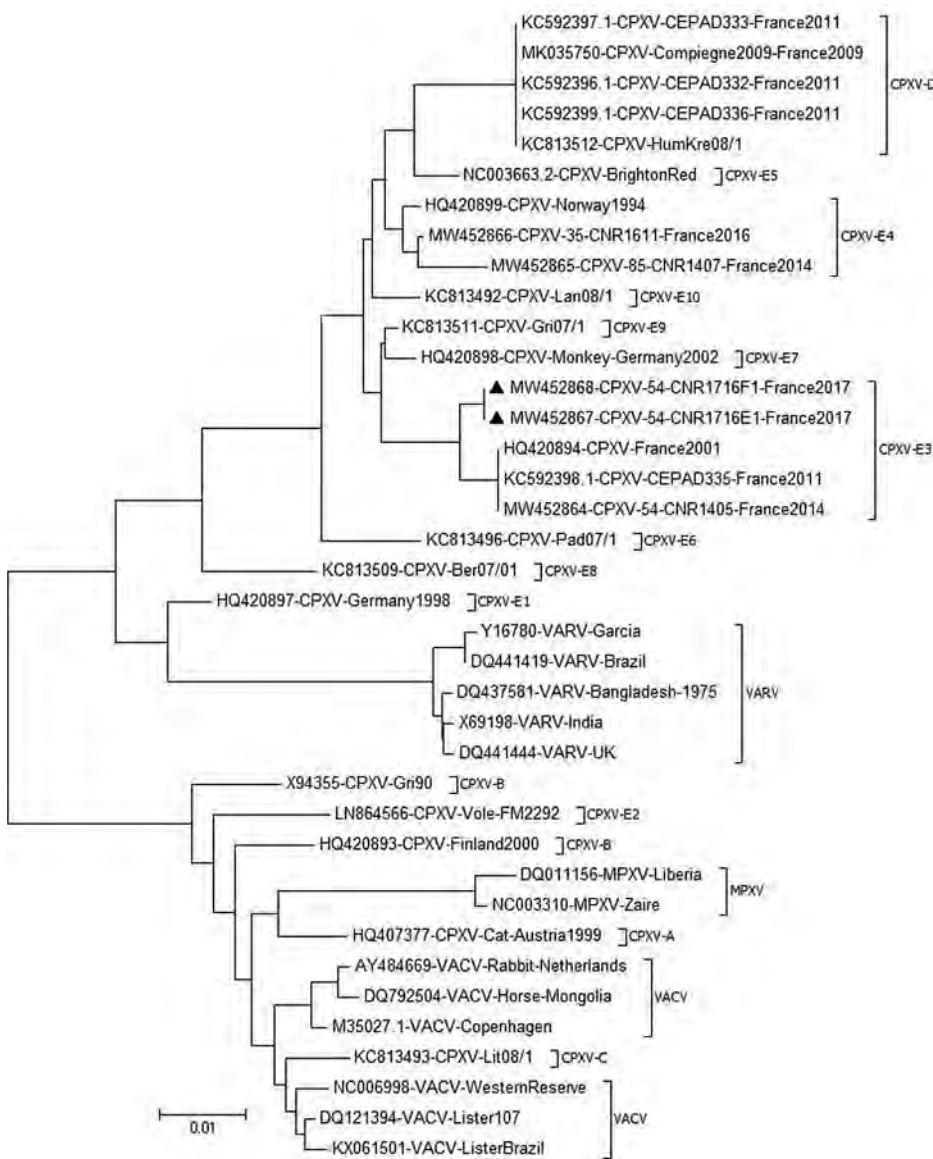 KC592397.1-CPXV-CEPAD333-France2011
MK035750-CPXV-Compiegne2009-France2009
KC592396.1-CPXV-CEPAD332-France2011
CPXV-D
KC592399.1-CPXV-CEPAD336-France2011
KC813512-CPXV-HumKre08/1
NC003663.2-CPXV-BrightonRed
CPXV-E5
HQ420899-CPXV-Norway1994
MW452866-CPXV-35-CNR1611-France2016
CPXV-E4
MW452865-CPXV-85-CNR1407-France2014
KC813492-CPXV-Lan08/1
CPXV-E10
KC813511-CPXV-Gri07/1
CPXV-E9
HQ420898-CPXV-Monkey-Germany2002
CPXV-E7
MW452868-CPXV-54-CNR1716F1-France2017
MW452867-CPXV-54-CNR1716E1-France2017
HQ420894-CPXV-France2001
CPXV-E3
KC592398.1-CPXV-CEPAD335-France2011
MW452864-CPXV-54-CNR1405-France2014
KC813496-CPXV-Pad07/1
CPXV-E6
KC813509-CPXV-Ber07/01
CPXV-E8
HQ420897-CPXV-Germany1998
CPXV-E1
Y16780-VARV-Garcia
DQ441419-VARV-Brazil
DQ437581-VARV-Bangladesh-1975
VARV
X69198-VARV-India
DQ441444-VARV-UK
X94355-CPXV-Gri90
CPXV-B
LN864566-CPXV-Vole-FM2292
CPXV-E2
HQ420893-CPXV-Finland2000
CPXV-B
DQ011156-MPXV-Liberia
MPXV
NC003310-MPXV-Zaire
HQ407377-CPXV-Cat-Austria1999
CPXV-A
AY484669-VACV-Rabbit-Netherlands
DQ792504-VACV-Horse-Mongolia
VACV
M35027.1-VACV-Copenhagen
KC813493-CPXV-Lit08/1
CPXV-C
NC006998-VACV-WesternReserve
DQ121394-VACV-Lister107
VACV
KX061501-VACV-ListerBrazil
0.01